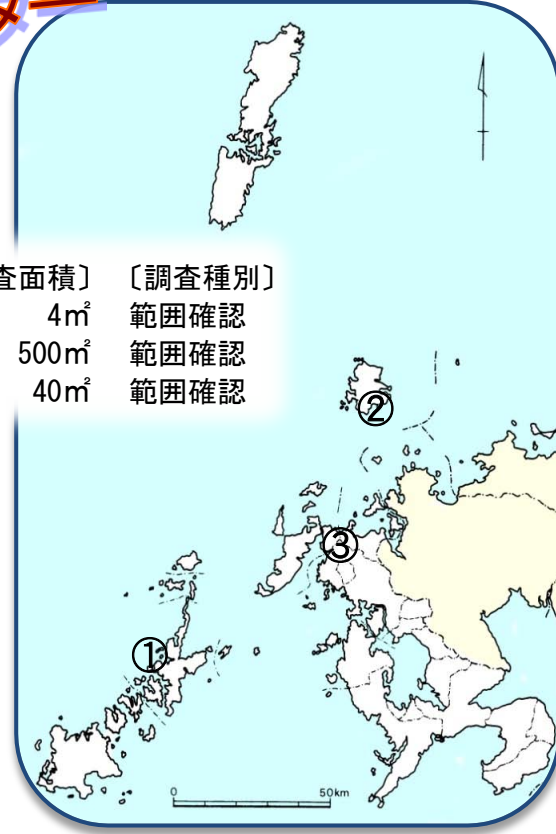 査面積〕 〔調査種別〕
4㎡ 範囲確認
500㎡ 範囲確認
40㎡ 範囲確認
②
③
①
0 50km